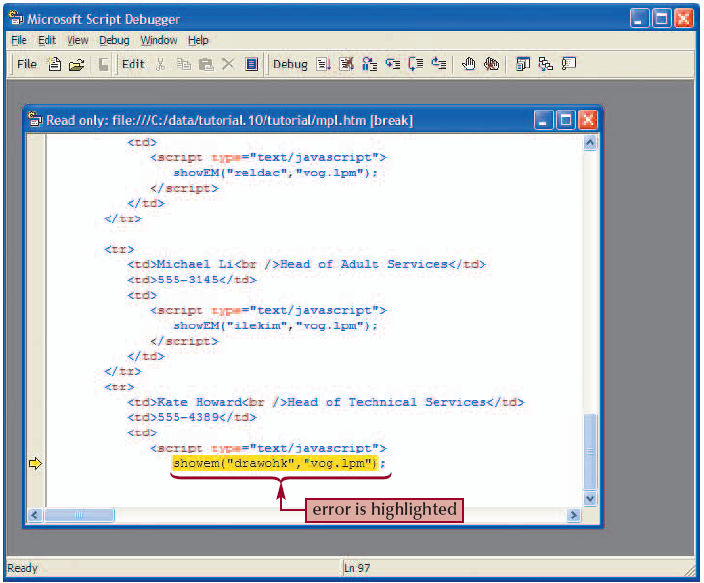 Microsoft Script Debugger
File Edit View Debug Window Help
File Edit Debug
Read only: file:///C:/data/tutorial.10/tutorial/mpl.htm [break]
<td>
<script type="text/javascript">
showEM("reldac","vog.lpm");
</script>
</td>
</tr>
<tr>
<td>Michael Li<br />Head of Adult Services</td>
<td>555-3145</td>
<td>
<script type="text/javascript">
showEM("ilekim","vog.lpm");
</script>
</td>
</tr>
<tr>
<td>Kate Howard<br />Head of Technical Services</td>
<td>555-4389</td>
<td>
<script type="text/javascript">
showem("drawohk","vog.lpm");
error is highlighted
Ready Ln 97